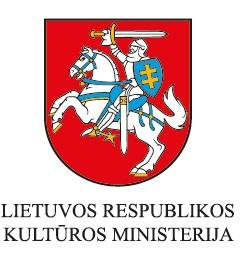 LIETUVOS RESPUBLIKOS
KULTŪROS MINISTERIJA